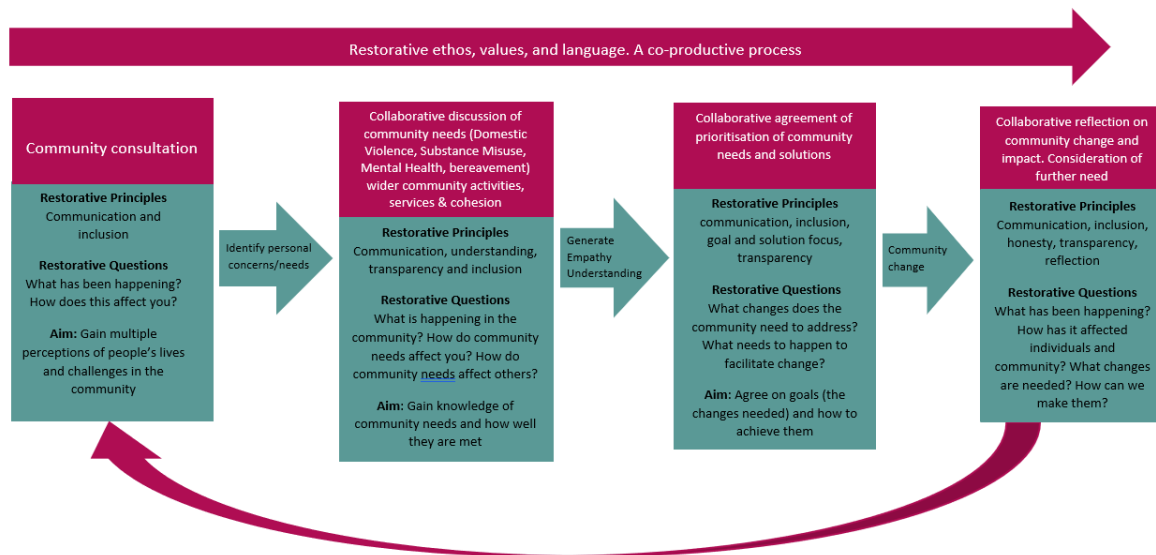 Restorative ethos, values, and language. A co-productive process
Community consultation
Restorative Principles
Communication and
inclusion
Restorative Questions
What has been happening?
How does this affect you?
Aim: Gain multiple
perceptions of people's lives
and challenges in the
community
Identify personal
concerns/needs
Collaborative discussion of
community needs (Domestic
Violence, Substance Misuse,
Mental Health, bereavement)
wider community activities,
services & cohesion
Restorative Principles
Communication, understanding,
transparency and inclusion
Restorative Questions
What is happening in the
community? How do community
needs affect you? How do
community needs affect others?
Aim: Gain knowledge of
community needs and how well
they are met
Generate
Empathy
Understanding
Collaborative agreement of
prioritisation of community
needs and solutions
Restorative Principles
communication, inclusion,
goal and solution focus,
transparency
Restorative Questions
What changes does the
community need to address?
What needs to happen to
facilitate change?
Aim: Agree on goals (the
changes needed) and how to
achieve them
Community
change
Collaborative reflection on
community change and
impact. Consideration of
further need
Restorative Principles
Communication, inclusion,
honesty, transparency,
reflection
Restorative Questions
What has been happening?
How has it affected
individuals and
community? What changes
are needed? How can we
make them?